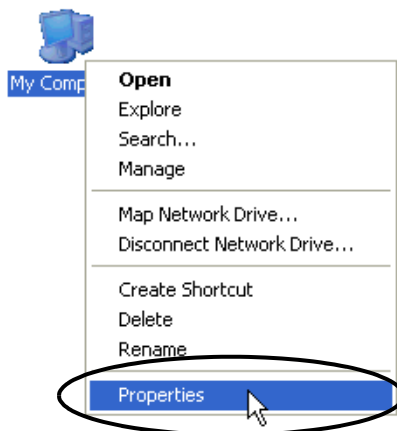 My Comp
Open
Explore
Search...
Manage
Map Network Drive...
Disconnect Network Drive...
Create Shortcut
Delete
Rename
Properties